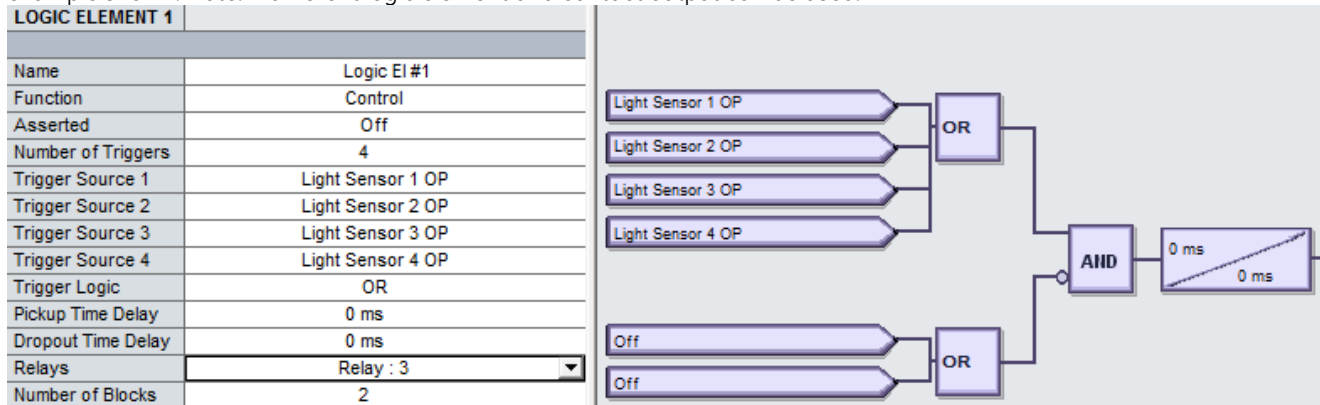 LOGIC ELEMENT 1
Name Logic El #1
Function Control
Asserted Off
Number of Triggers 4
Trigger Source 1 Light Sensor 1 OP
Trigger Source 2 Light Sensor 2 OP
Trigger Source 3 Light Sensor 3 OP
Trigger Source 4 Light Sensor 4 OP
Trigger Logic OR
Pickup Time Delay 0 ms
Dropout Time Delay 0 ms
Relays Relay : 3
Number of Blocks 2
Light Sensor 1 OP
Light Sensor 2 OP
Light Sensor 3 OP
Light Sensor 4 OP
OR
AND
0 ms
0 ms
Off
Off
OR